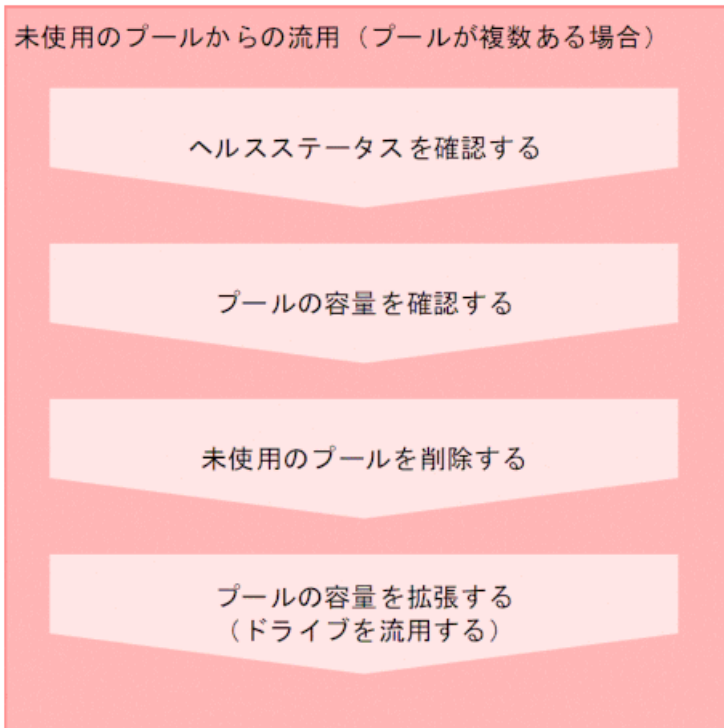 未使用のプールからの流用（プールが複数ある場合）
ヘルスステータスを確認する
プールの容量を確認する
未使用のプールを削除する
プールの容量を拡張する
（ドライブを流用する）